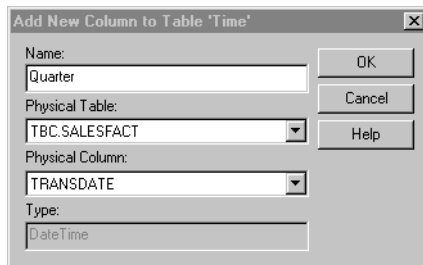 Add New Column to Table 'Time'
Name:
OK
Quarter
Cancel
Physical Table:
TBC.SALESFACT
Help
Physical Column:
TRANSDATE
Type:
DateTime